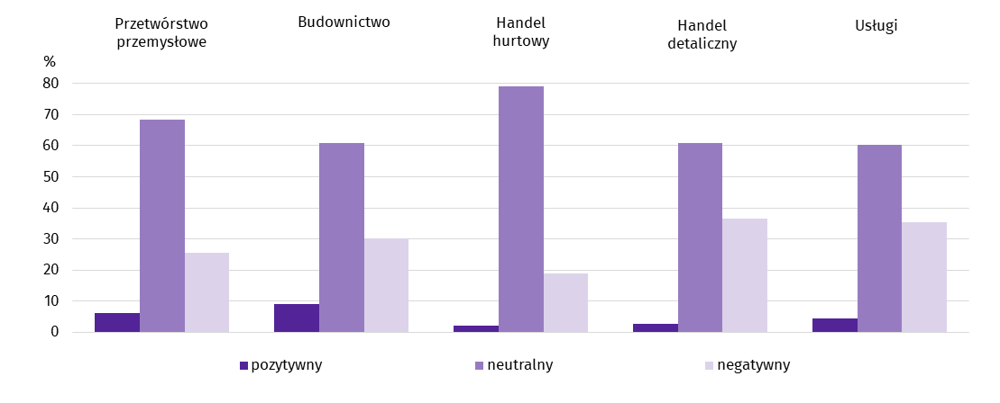 Przetwórstwo
przemysłowe
Budownictwo
Handel
hurtowy
Handel
detaliczny
Usługi
%
80
70
60
50
40
30
20
10
0
pozytywny
neutralny
negatywny